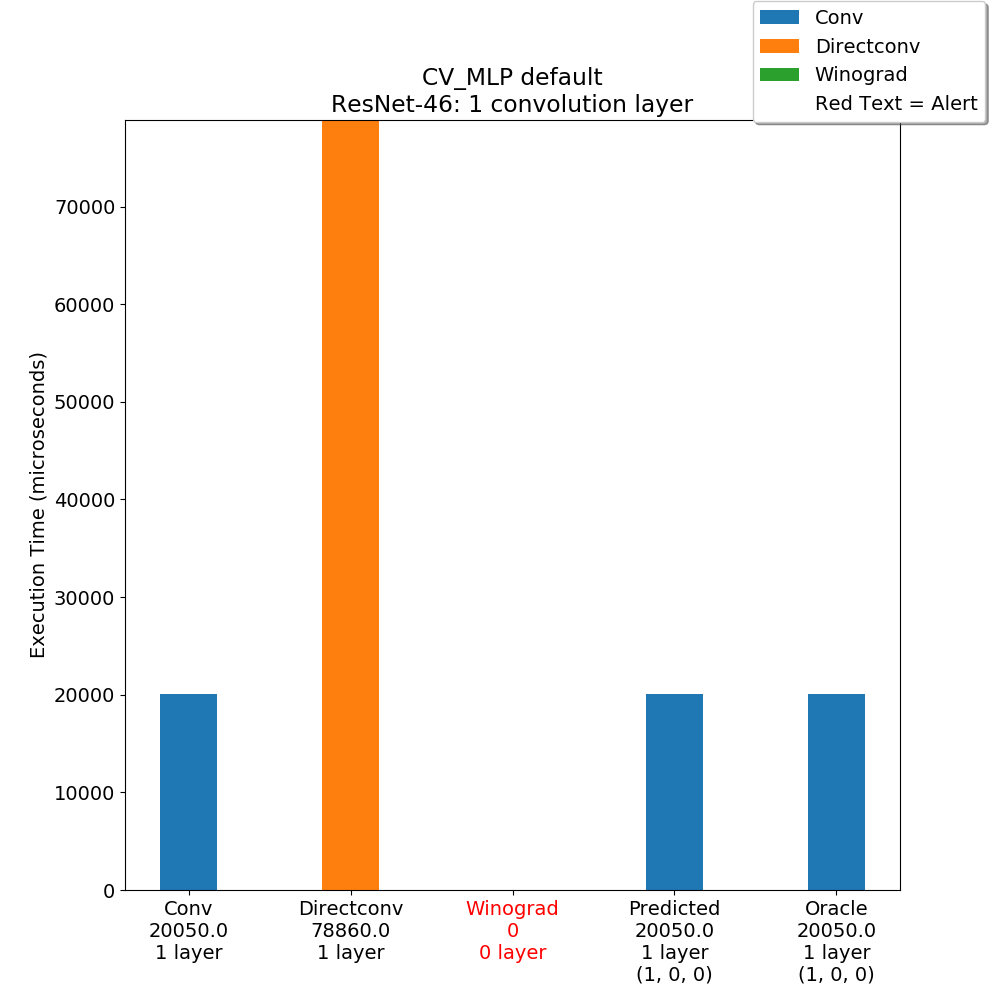 Conv
Directconv
Winograd
Red Text = Alert
CV_MLP default
ResNet-46: 1 convolution layer
Execution Time (microseconds)
70000
60000
50000
40000
30000
20000
10000
0
Conv
20050.0
1 layer
Directconv
78860.0
1 layer
Winograd
0
0 layer
Predicted
20050.0
1 layer
(1, 0, 0)
Oracle
20050.0
1 layer
(1, 0, 0)